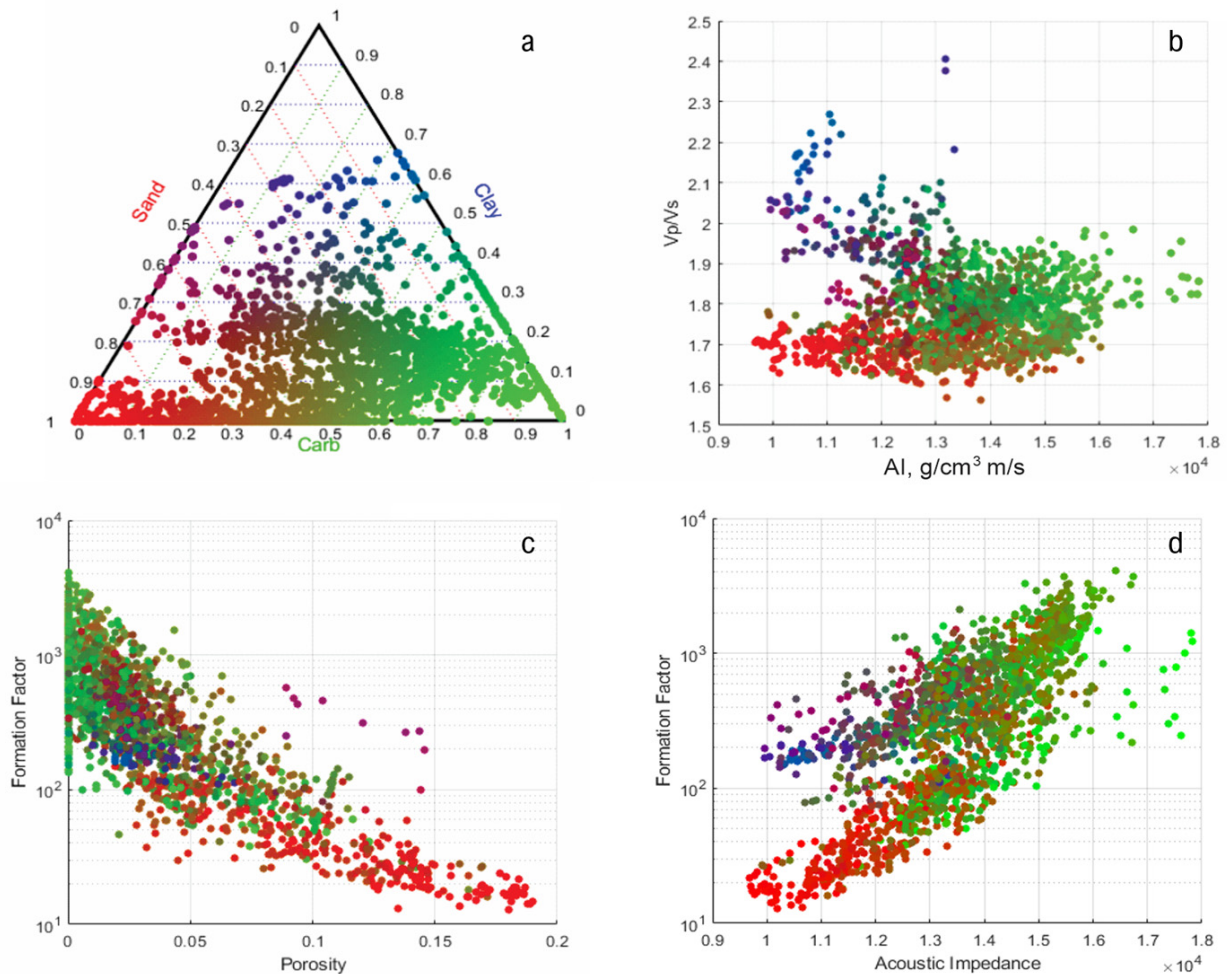 a
1
0
0.1 0.9
0.2 0.8
0.3 0.7
0.4 0.6
0.5 0.5
0.6 0.4
0.7 0.3
0.8 0.2
0.9 0.1
1 0
Sand
Clay
0 0.1 0.2 0.3 0.4 0.5 0.6 0.7 0.8 0.9 1
Carb
b
2.5
2.4
2.3
2.2
2.1
2
1.9
1.8
1.7
1.6
1.5
Vp/Vs
0.9 1 1.1 1.2 1.3 1.4 1.5 1.6 1.7 1.8
AI, g/cm³ m/s
×10⁴
c
10⁴
10³
10²
10¹
Formation Factor
0 0.05 0.1 0.15 0.2
Porosity
d
10⁴
10³
10²
10¹
Formation Factor
0.9 1 1.1 1.2 1.3 1.4 1.5 1.6 1.7 1.8
Acoustic Impedance
×10⁴